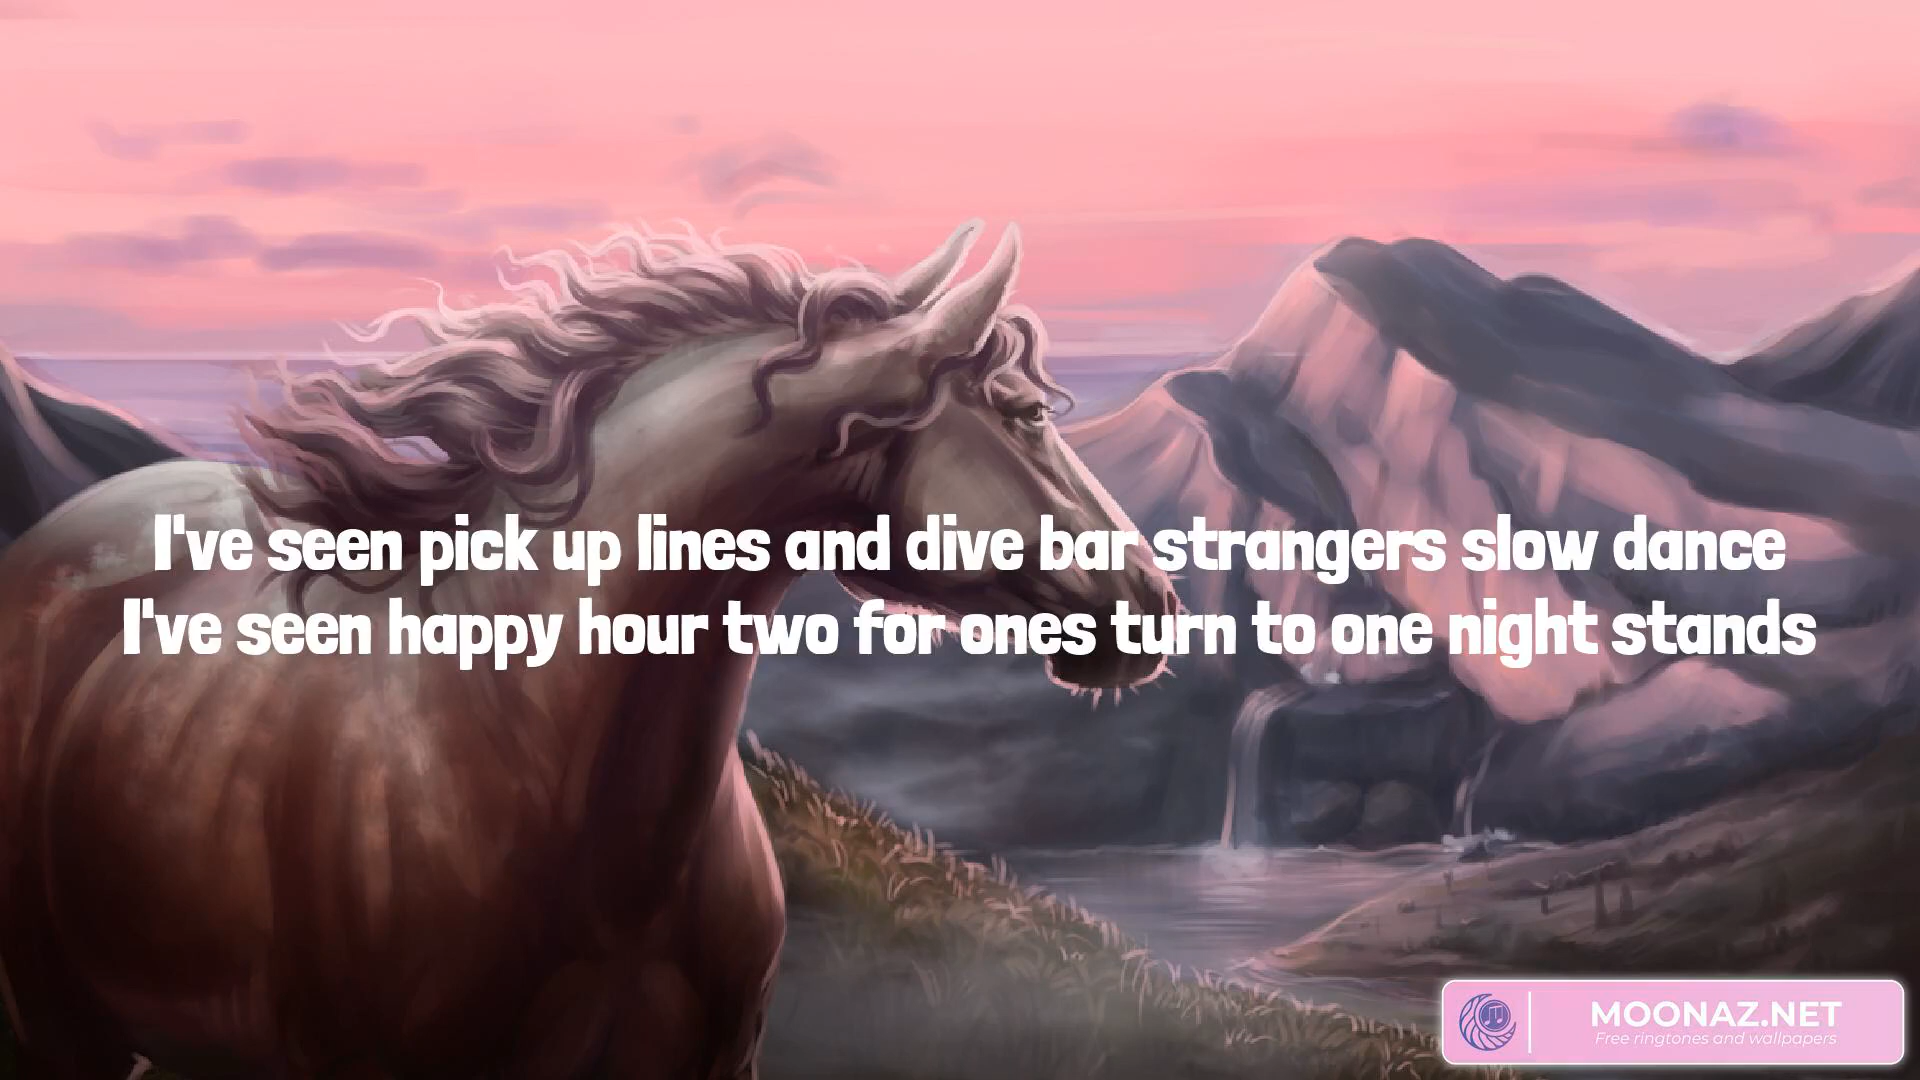 I've seen pick up lines and dive bar strangers slow dance
I've seen happy hour two for ones turn to one night stands
MOONAZ.NET
Free ringtones and wallpapers